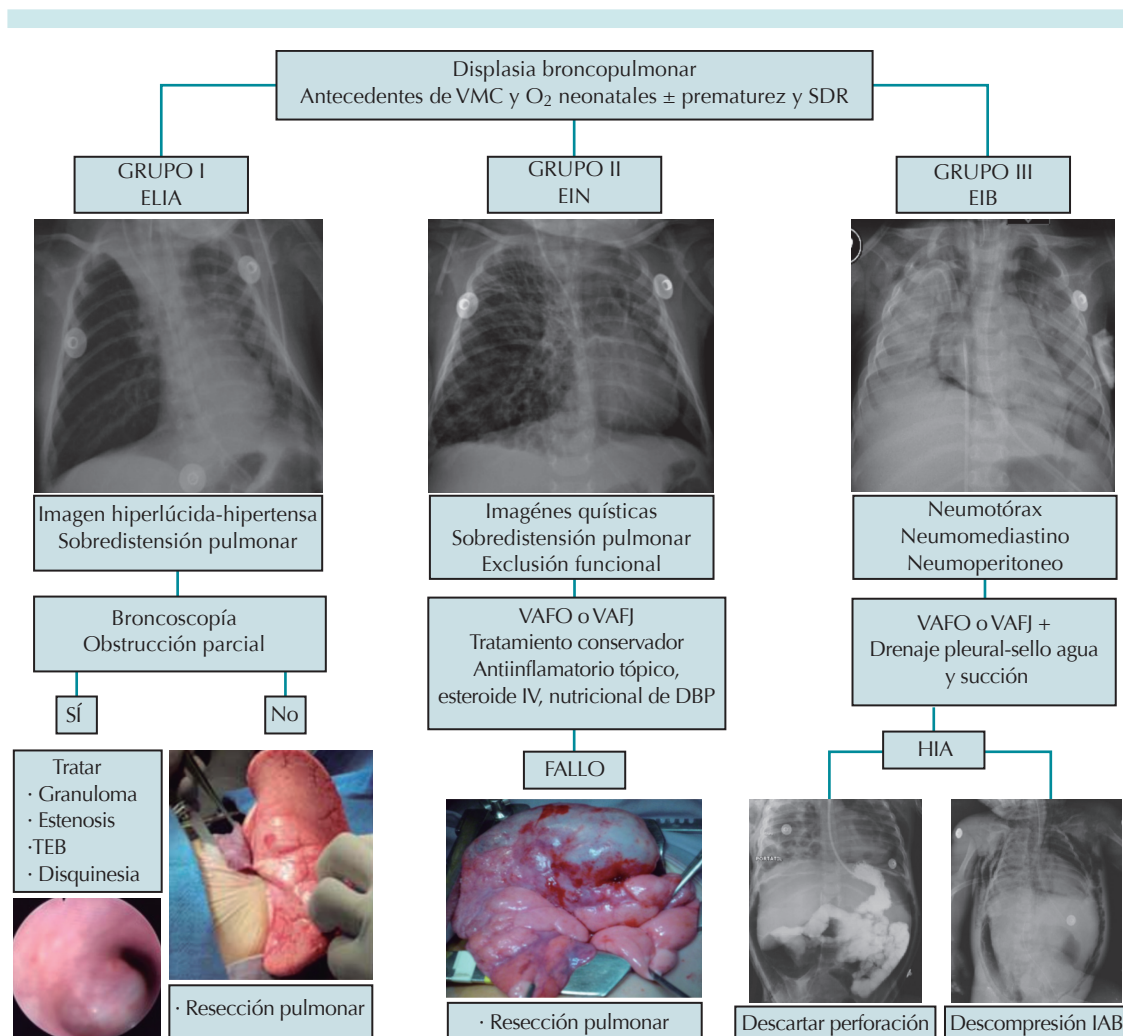 Displasia broncopulmonar
Antecedentes de VMC y O₂ neonatales ± prematurez y SDR
GRUPO I
ELIA
GRUPO II
EIN
GRUPO III
EIB
Imagen hiperlúcida-hipertensa
Sobredistensión pulmonar
Imagénes quísticas
Sobredistensión pulmonar
Exclusión funcional
Neumotórax
Neumomediastino
Neumoperitoneo
Broncoscopía
Obstrucción parcial
VAFO o VAFJ
Tratamiento conservador
Antiinflamatorio tópico,
esteroide IV, nutricional de DBP
VAFO o VAFJ +
Drenaje pleural-sello agua
y succión
SÍ
No
FALLO
HIA
Tratar
· Granuloma
· Estenosis
·TEB
· Disquinesia
PORTATIL
· Resección pulmonar
· Resección pulmonar
Descartar perforación
Descompresión IAB